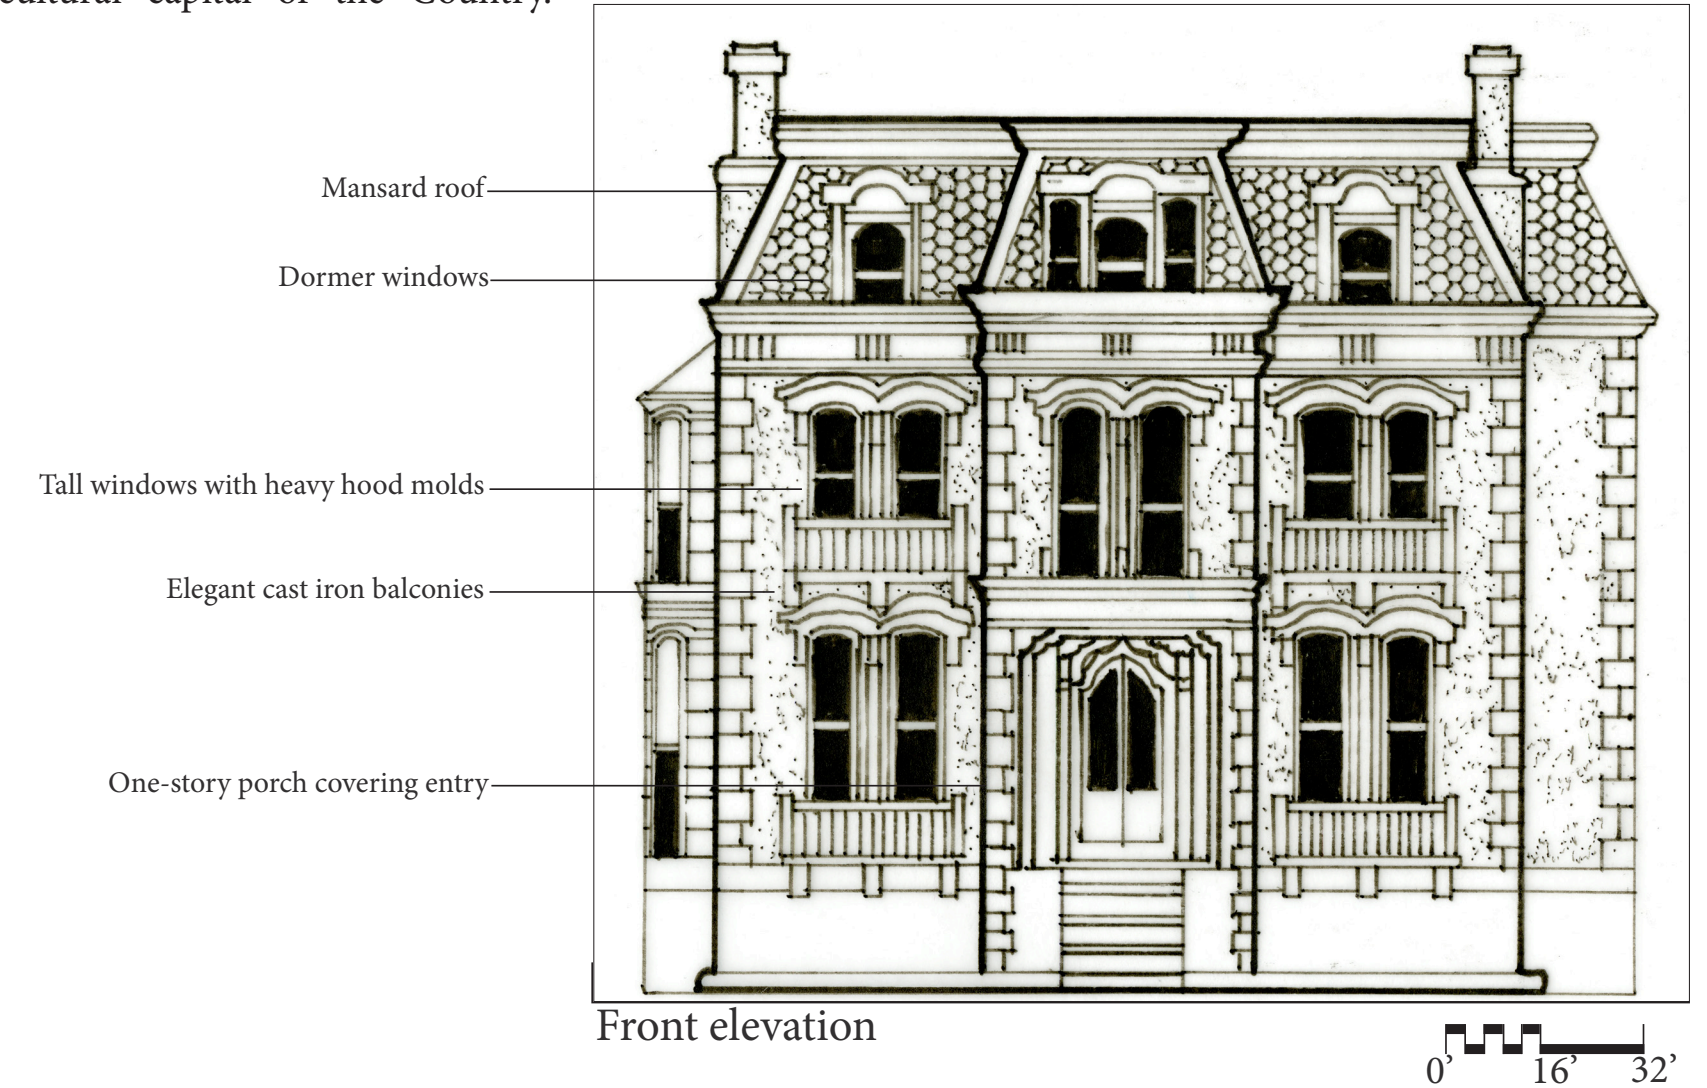 cultural capital of the Country.
Mansard roof
Dormer windows
Tall windows with heavy hood molds
Elegant cast iron balconies
One-story porch covering entry
Front elevation
0’ 16’ 32’